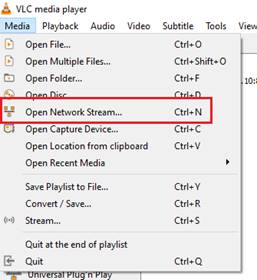 VLC media player
Media Playback Audio Video Subtitle Tools V
Open File... Ctrl+O
Open Multiple Files... Ctrl+Shift+O
Open Folder... Ctrl+F
Open Disc... Ctrl+D
Open Network Stream... Ctrl+N
Open Capture Device... Ctrl+C
Open Location from clipboard Ctrl+V
Open Recent Media
Save Playlist to File... Ctrl+Y
Convert / Save... Ctrl+R
Stream... Ctrl+S
Quit at the end of playlist
Quit Ctrl+Q
Universal Plug'n'Play